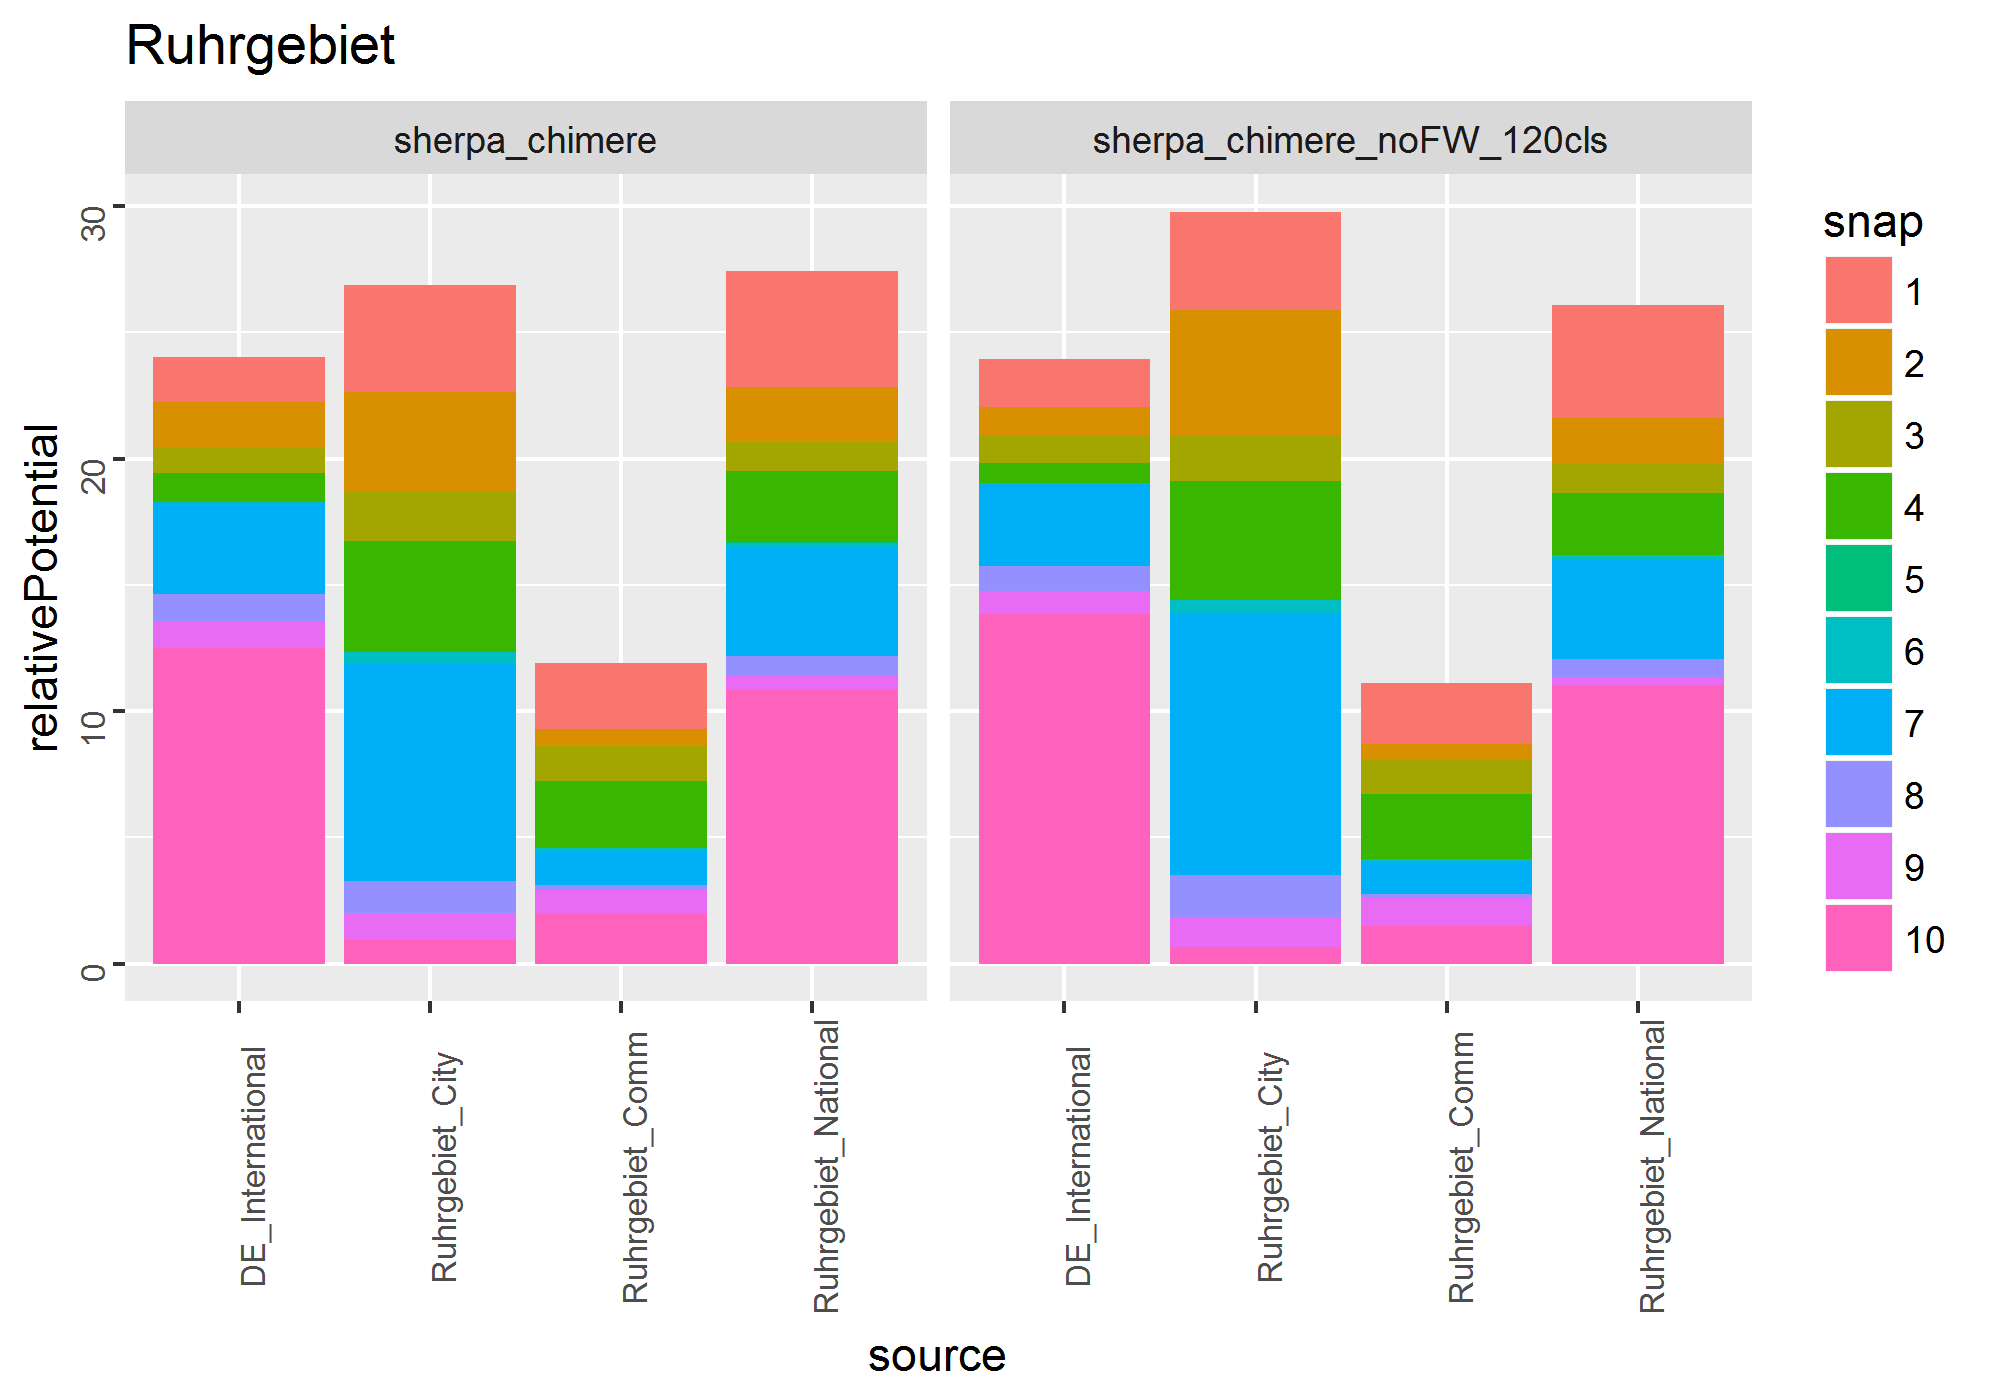 Ruhrgebiet
sherpa_chimere
sherpa_chimere_noFW_120cls
relativePotential
30
20
10
0
DE_International
Ruhrgebiet_City
Ruhrgebiet_Comm
Ruhrgebiet_National
DE_International
Ruhrgebiet_City
Ruhrgebiet_Comm
Ruhrgebiet_National
source
snap
1
2
3
4
5
6
7
8
9
10